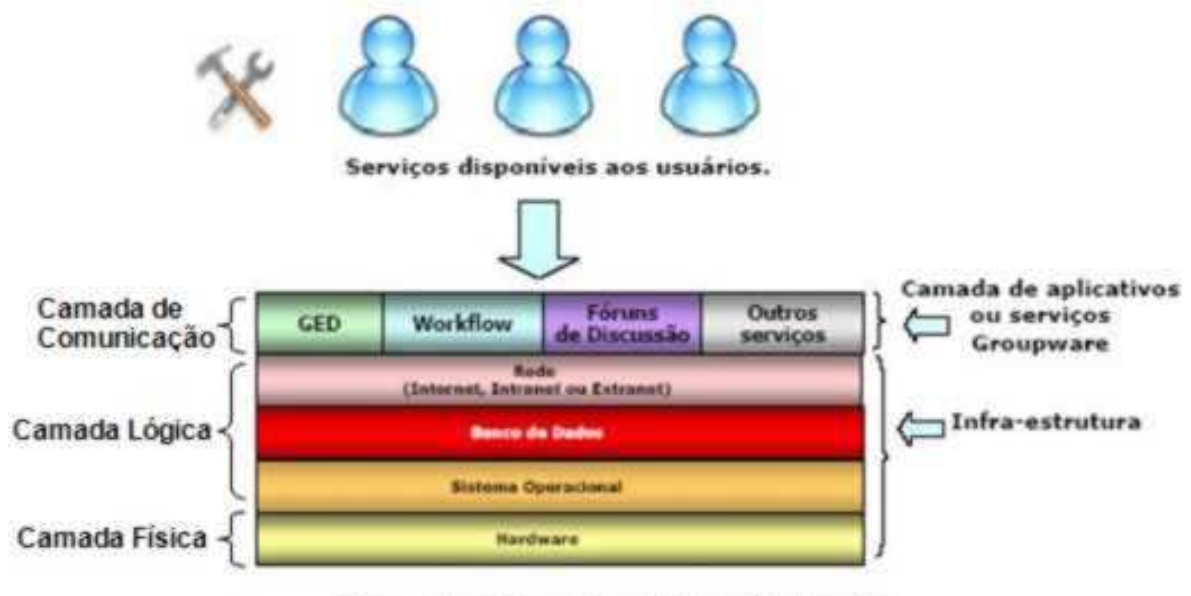 Serviços disponíveis aos usuários.
Camada de
Comunicação
GED
Workflow
Fóruns
de Discussão
Outros
serviços
Camada de aplicativos
ou serviços
Groupware
Camada Lógica
Rede
(Internet, Intranet ou Extranet)
Banco de Dados
Sistema Operacional
Infra-estrutura
Camada Física
Hardware